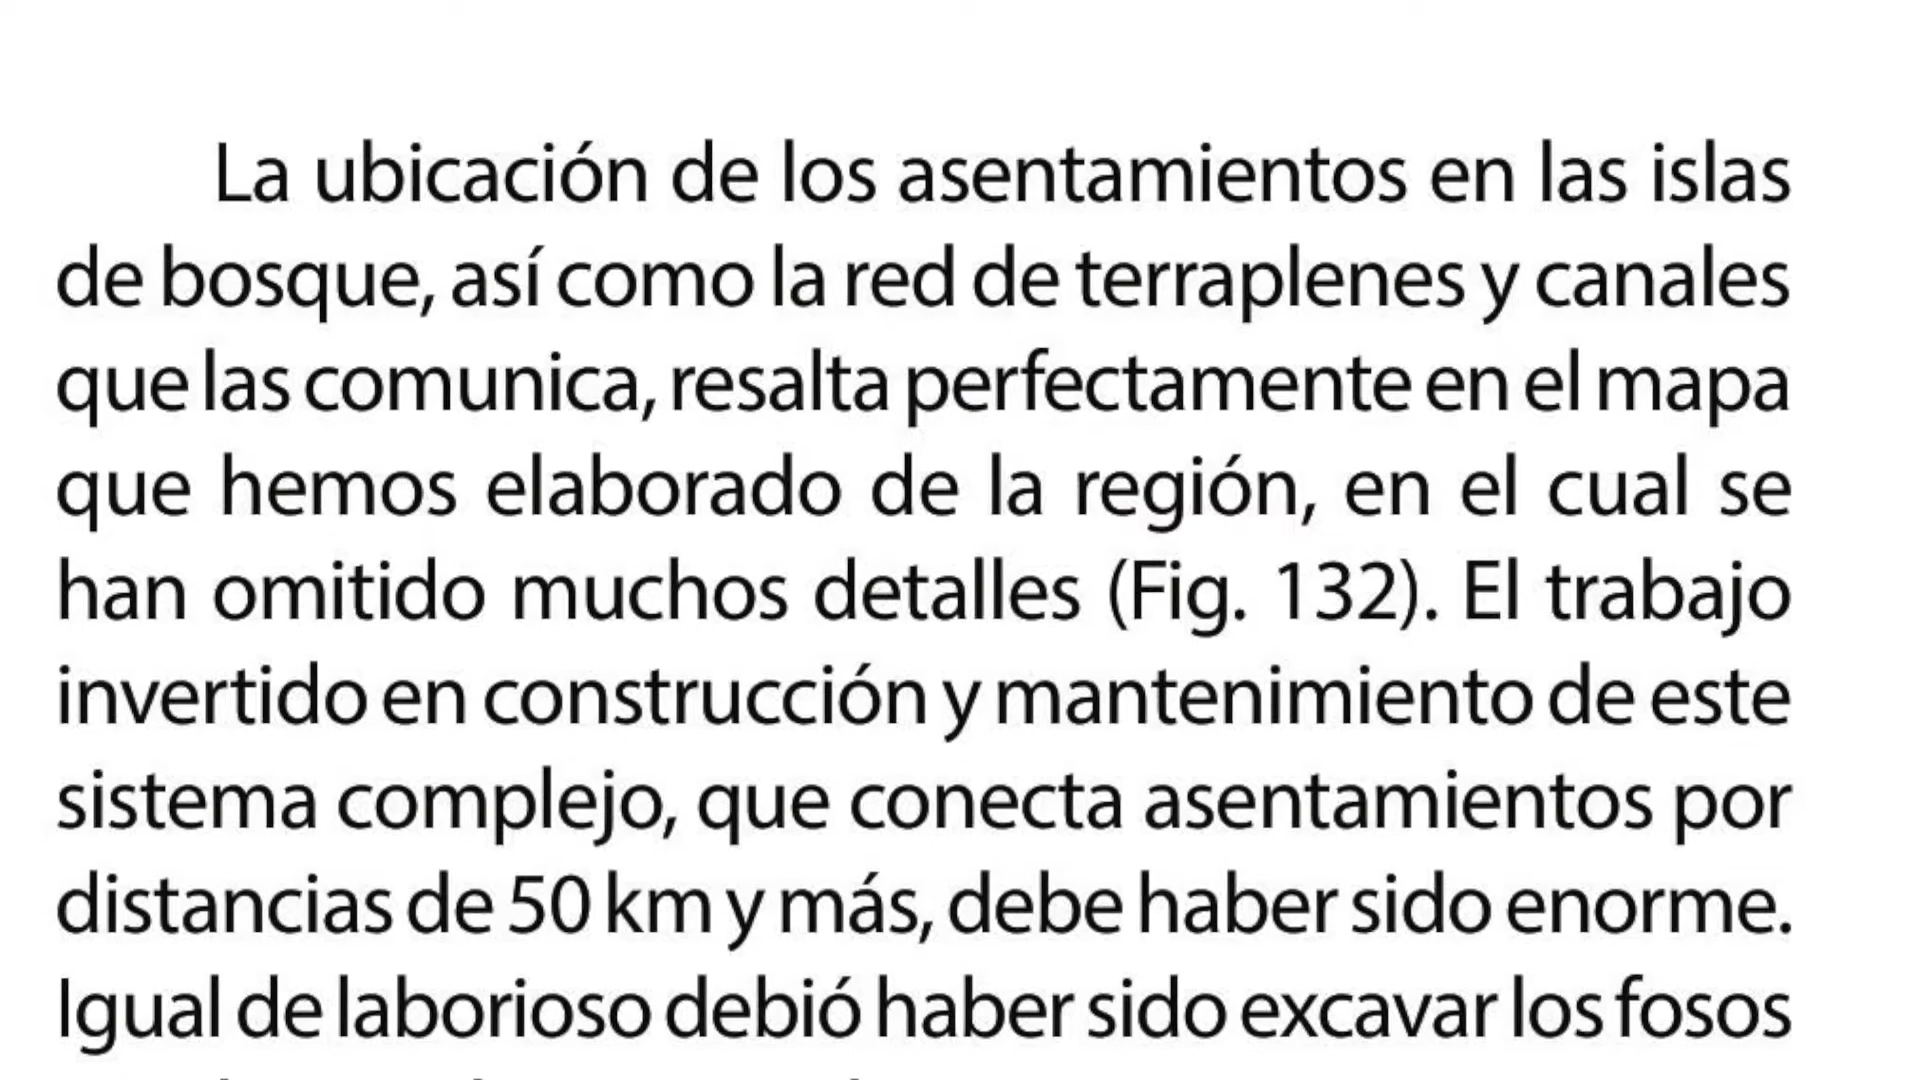 La ubicación de los asentamientos en las islas
de bosque, así como la red de terraplenes y canales
que las comunica, resalta perfectamente en el mapa
que hemos elaborado de la región, en el cual se
han omitido muchos detalles (Fig. 132). El trabajo
invertido en construcción y mantenimiento de este
sistema complejo, que conecta asentamientos por
distancias de 50 km y más, debe haber sido enorme.
Igual de laborioso debió haber sido excavar los fosos